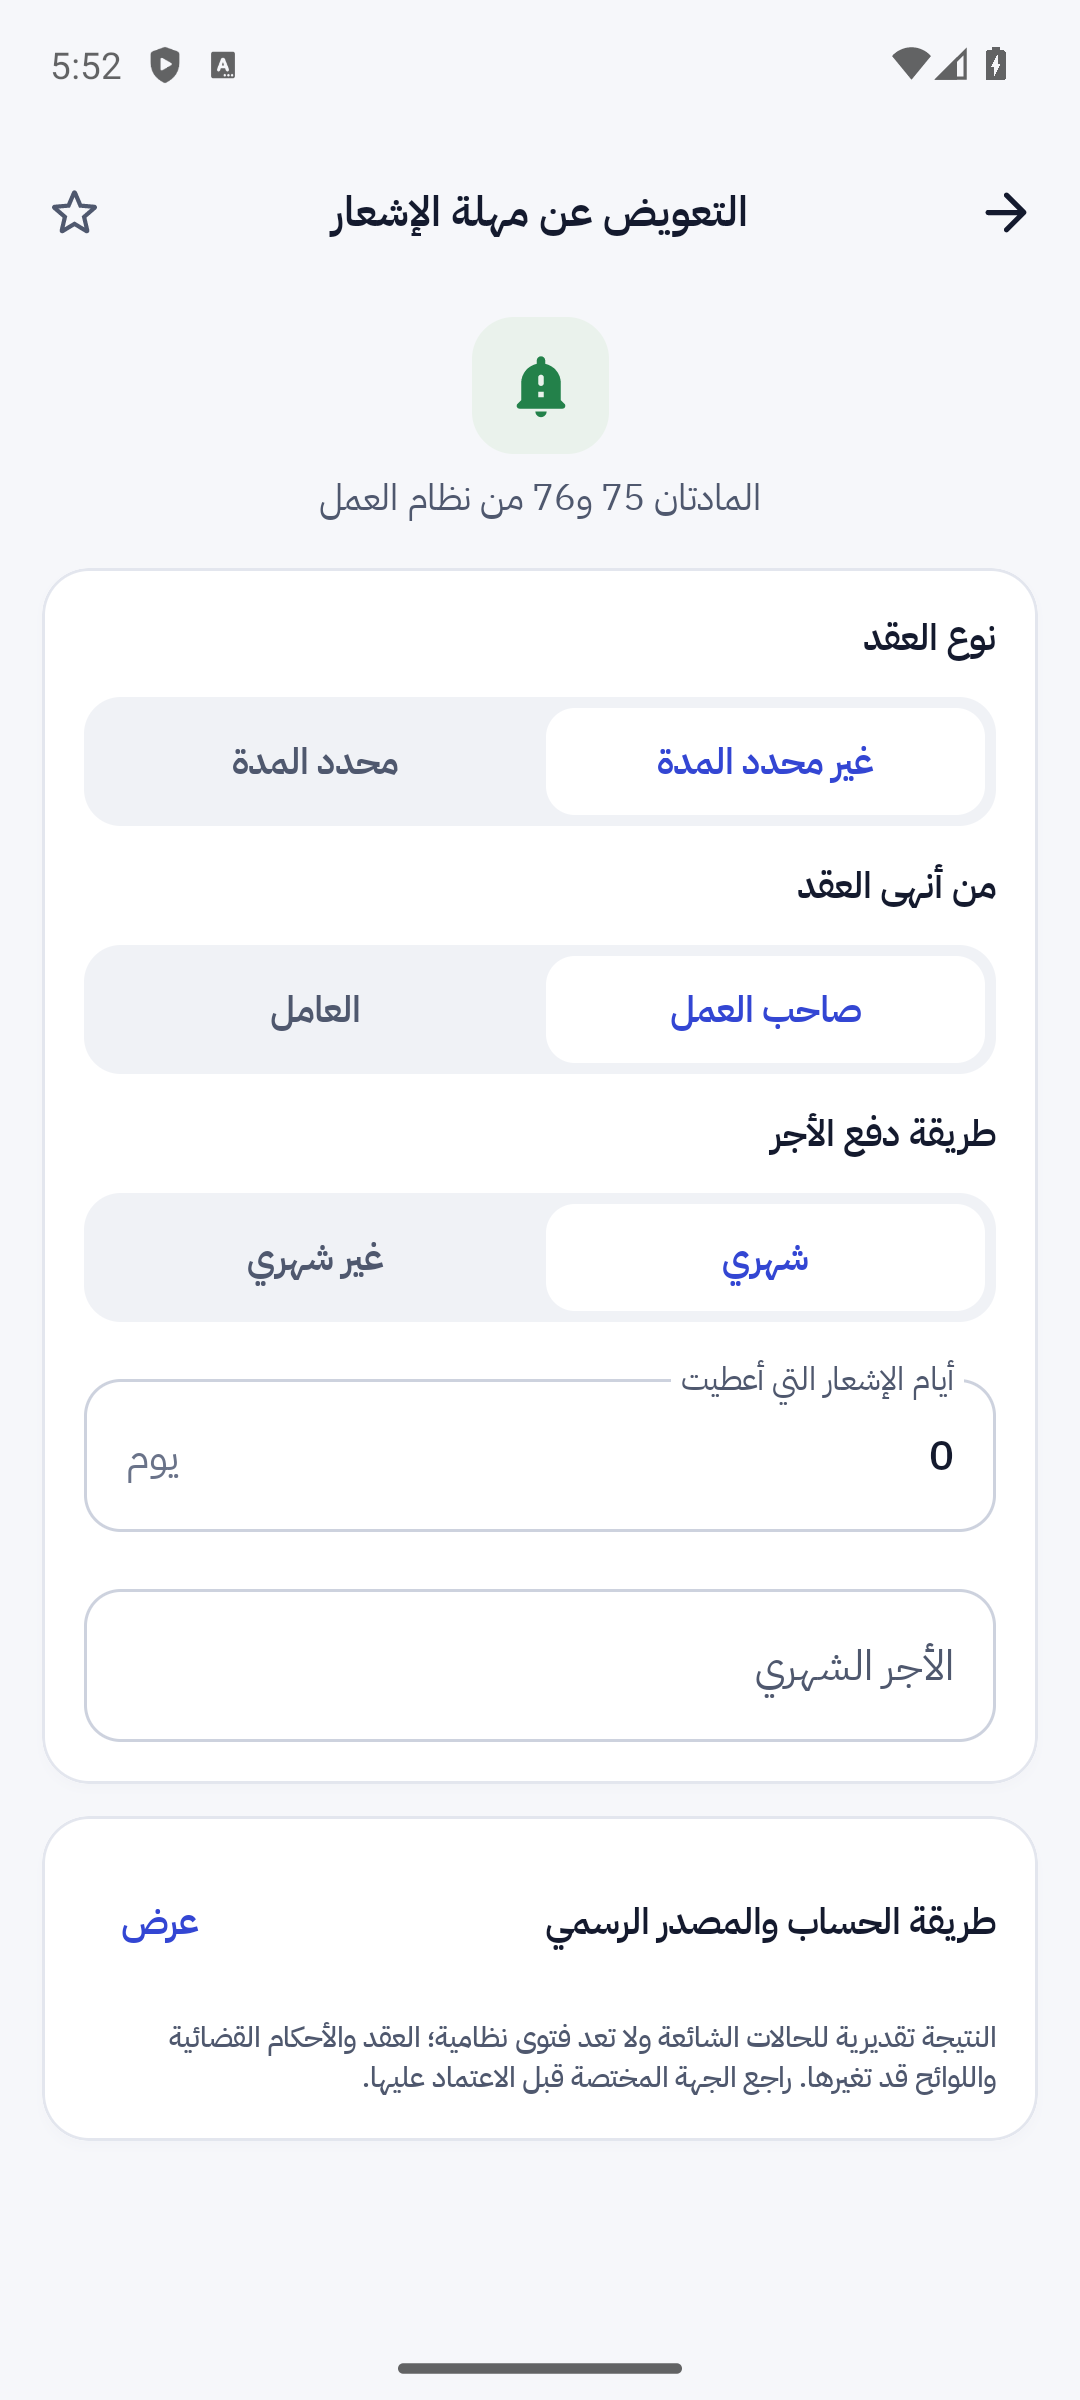 5:52
التعويض عن مهلة الإشعار
المادتان 75 و76 من نظام العمل
نوع العقد
غير محدد المدة
محدد المدة
من أنهى العقد
صاحب العمل
العامل
طريقة دفع الأجر
شهري
غير شهري
أيام الإشعار التي أعطيت
0
يوم
الأجر الشهري
طريقة الحساب والمصدر الرسمي
عرض
النتيجة تقديرية للحالات الشائعة ولا تعد فتوى نظامية؛ العقد والأحكام القضائية
واللوائح قد تغيرها. راجع الجهة المختصة قبل الاعتماد عليها.